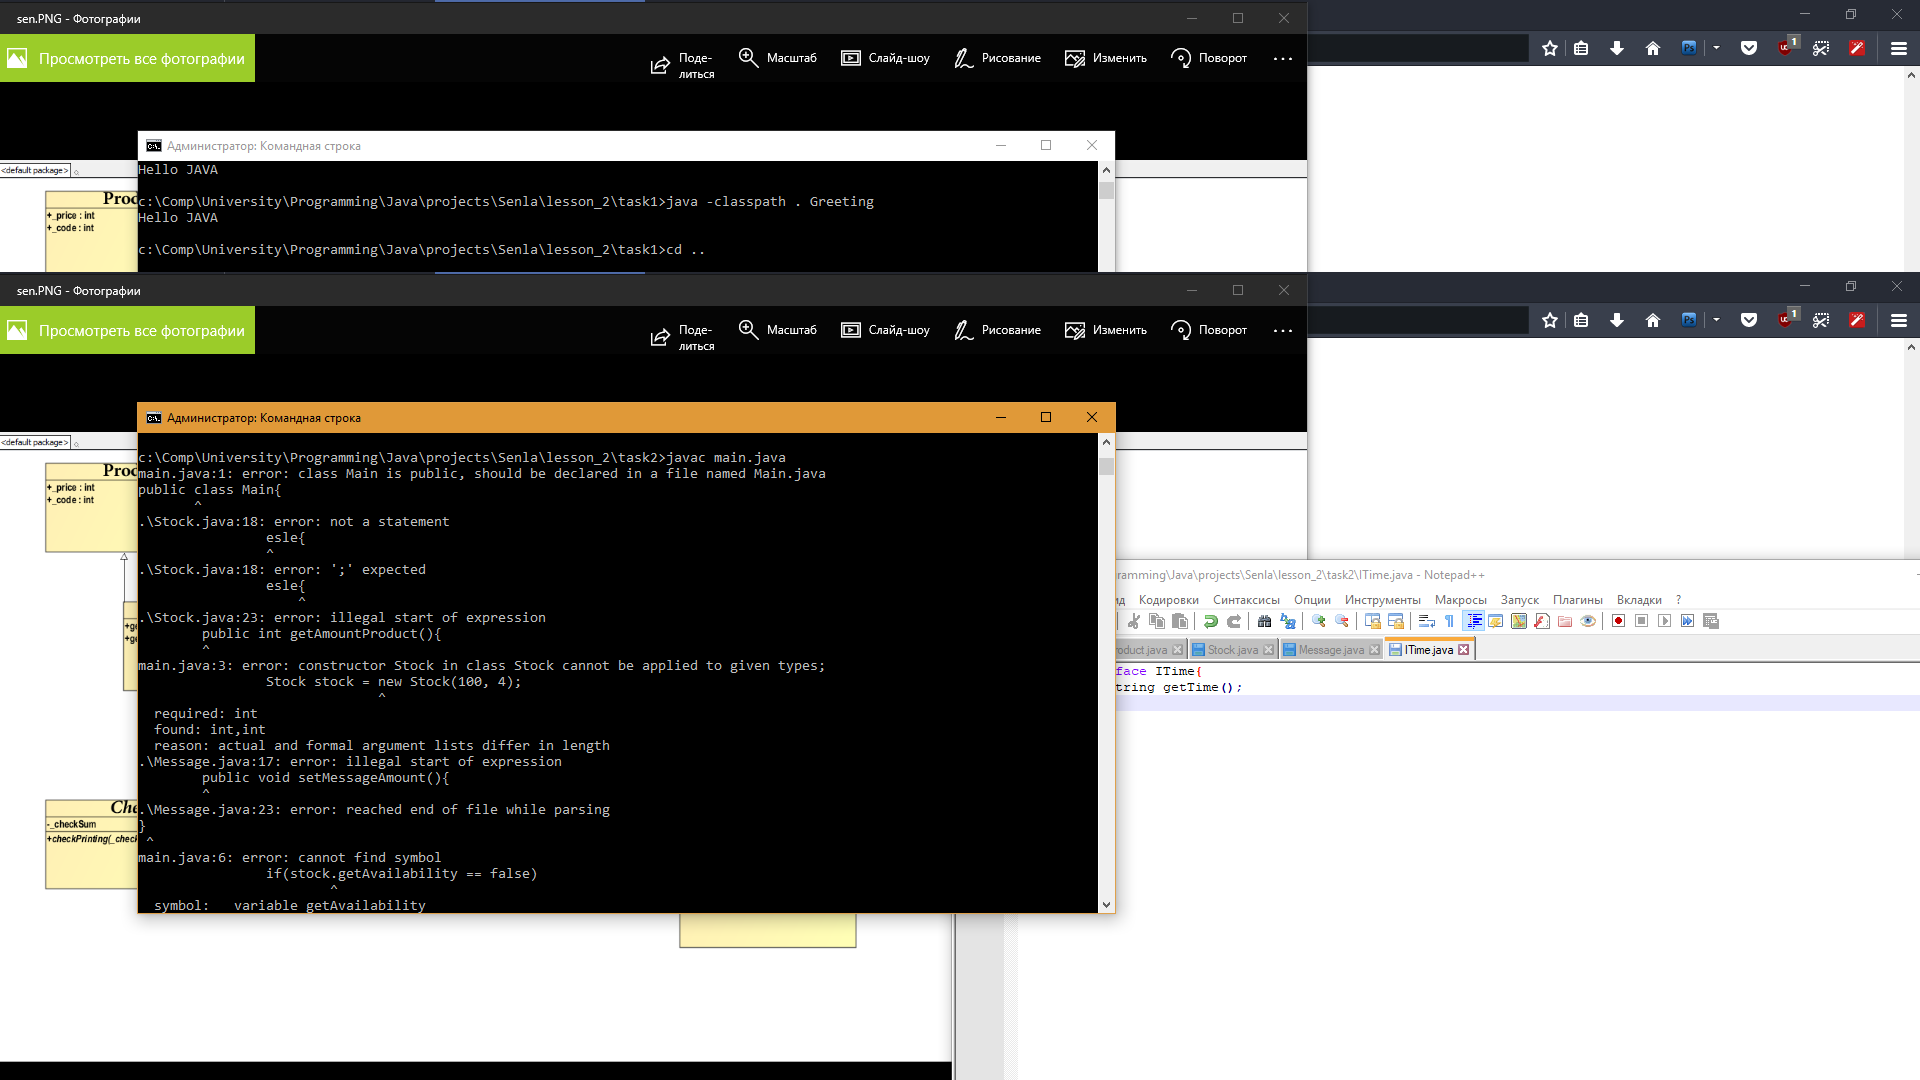 sen.PNG - Фотографии
Просмотреть все фотографии
Поде-
литься
Масштаб
Слайд-шоу
Рисование
Изменить
Поворот
1
Администратор: Командная строка
<default package>
Hello JAVA
_price : int
+_code : int
c:\Comp\University\Programming\Java\projects\Senla\lesson_2\task1>java -classpath . Greeting
Hello JAVA
c:\Comp\University\Programming\Java\projects\Senla\lesson_2\task1>cd ..
sen.PNG - Фотографии
Просмотреть все фотографии
Поде-
литься
Масштаб
Слайд-шоу
Рисование
Изменить
Поворот
1
Администратор: Командная строка
<default package>
+_price : int
+_code : int
c:\Comp\University\Programming\Java\projects\Senla\lesson_2\task2>javac main.java
main.java:1: error: class Main is public, should be declared in a file named Main.java
public class Main{
^
.\Stock.java:18: error: not a statement
esle{
^
.\Stock.java:18: error: ';' expected
esle{
^
.\Stock.java:23: error: illegal start of expression
public int getAmountProduct(){
^
main.java:3: error: constructor Stock in class Stock cannot be applied to given types;
Stock stock = new Stock(100, 4);
^
required: int
found: int,int
reason: actual and formal argument lists differ in length
.\Message.java:17: error: illegal start of expression
public void setMessageAmount(){
^
.\Message.java:23: error: reached end of file while parsing
}
^
main.java:6: error: cannot find symbol
if(stock.getAvailability == false)
^
symbol: variable getAvailability
-_checkSum
+checkPrinting(_chec
ramming\Java\projects\Senla\lesson_2\task2\ITime.java - Notepad++
Кодировки Синтаксисы Опции Инструменты Макросы Запуск Плагины Вкладки ?
oduct.java Stock.java Message.java ITime.java
face ITime{
tring getTime();